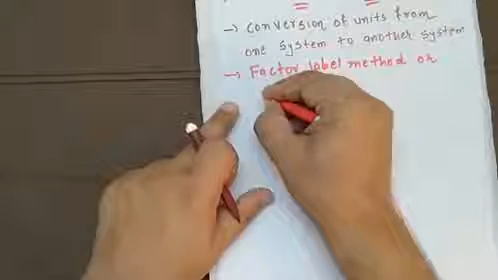 → Conversion of units from
one system to another system
→ Factor label method or